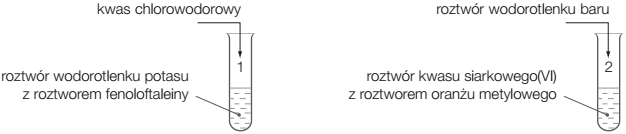 kwas chlorowodorowy
1
roztwór wodorotlenku potasu
z roztworem fenoloftaleiny
roztwór wodorotlenku baru
2
roztwór kwasu siarkowego(VI)
z roztworem oranżu metylowego